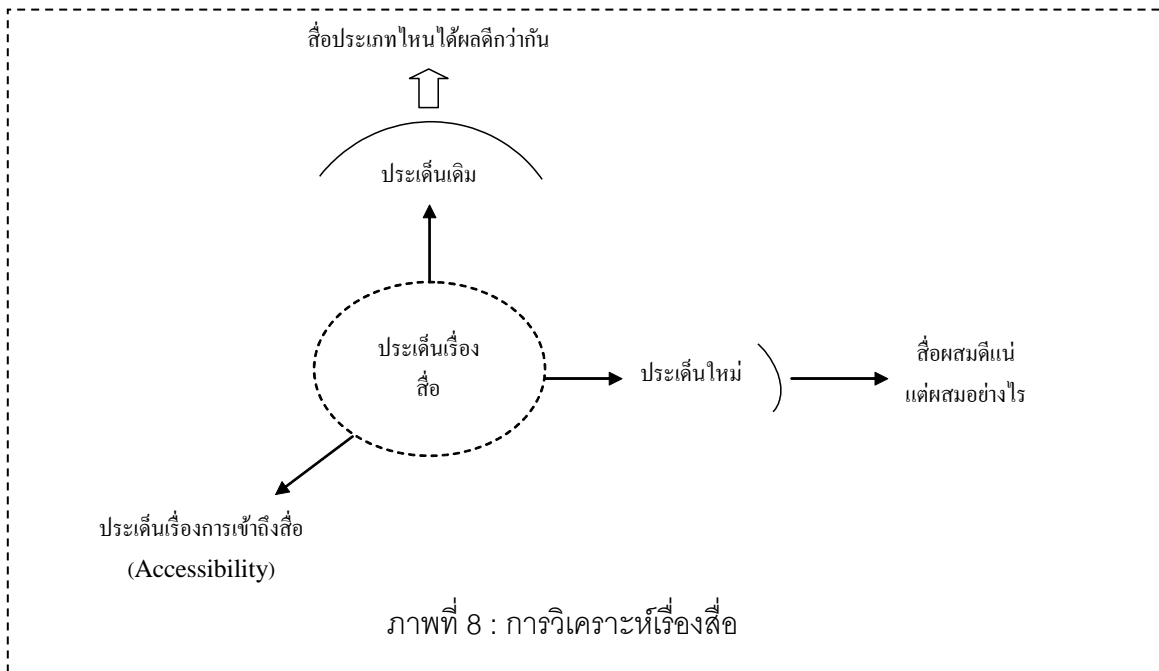 สื่อประเภทไหนได้ผลดีกว่ากัน
ประเด็นเดิม
ประเด็นเรื่อง
สื่อ
ประเด็นใหม่
สื่อผสมดีแน่
แต่ผสมอย่างไร
ประเด็นเรื่องการเข้าถึงสื่อ
(Accessibility)
ภาพที่ 8 : การวิเคราะห์เรื่องสื่อ